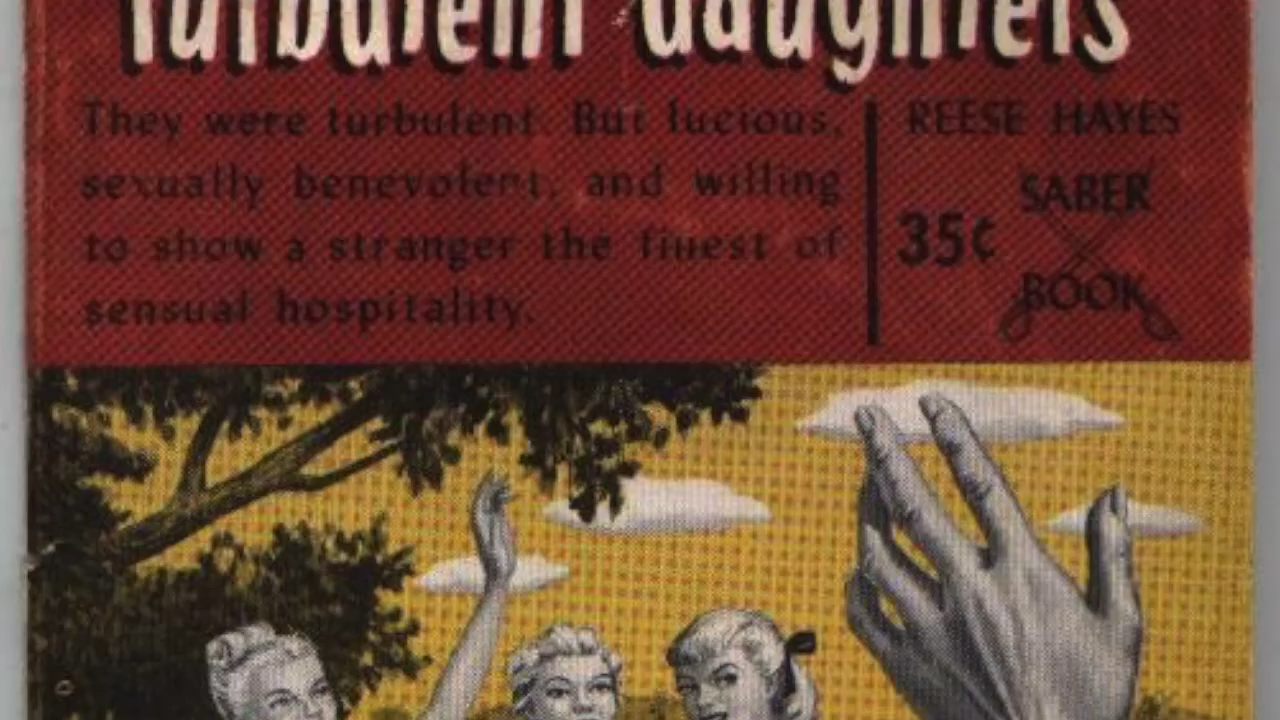 turbulent daughters
They were turbulent. But lucious,
sexually benevolent, and willing
to show a stranger the finest of
sensual hospitality.
REESE HAYES
SABER
35¢
BOOK